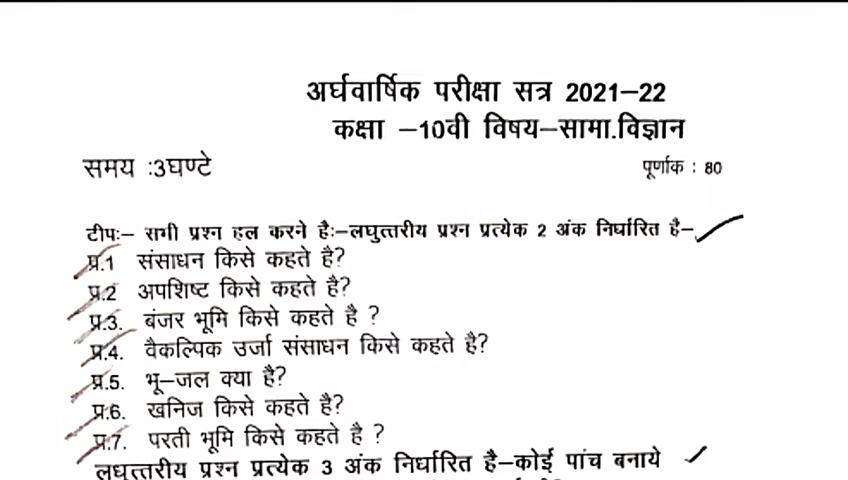 अर्घवार्षिक परीक्षा सत्र 2021–22
कक्षा –10वी विषय–सामा.विज्ञान
समय :3घण्टे पूर्णाक : 80
टीपः– सभी प्रश्न हल करने हैः–लघुत्तरीय प्रश्न प्रत्येक 2 अंक निर्धारित है–
प्र.1 संसाधन किसे कहते है?
प्र.2 अपशिष्ट किसे कहते है?
प्र.3. बंजर भूमि किसे कहते है ?
प्र.4. वैकल्पिक उर्जा संसाधन किसे कहते है?
प्र.5. भू–जल क्या है?
प्र.6. खनिज किसे कहते है?
प्र.7. परती भूमि किसे कहते है ?
लघुत्तरीय प्रश्न प्रत्येक 3 अंक निर्धारित है–कोई पांच बनाये